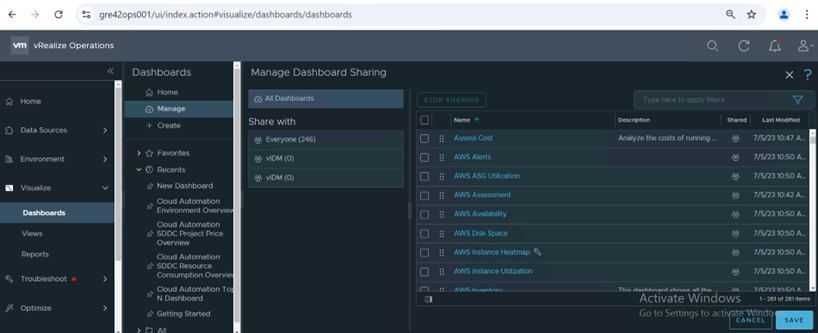 gre42ops001/ui/index.action#visualize/dashboards/dashboards
vm vRealize Operations
Home
Data Sources
Environment
Visualize
Dashboards
Views
Reports
Troubleshoot
Optimize
Dashboards
Home
Manage
Create
Favorites
Recents
New Dashboard
Cloud Automation
Environment Overview
Cloud Automation
SDDC Project Price
Overview
Cloud Automation
SDDC Resource
Consumption Overview
Cloud Automation Top
N Dashboard
Getting Started
All
Manage Dashboard Sharing
All Dashboards
Share with
Everyone (246)
vIDM (0)
vIDM (0)
STOP SHARING
Type here to apply filters
Name Description Shared Last Modified
Assess Cost Analyze the costs of running ... 7/5/23 10:47 A...
AWS Alerts 7/5/23 10:50 A...
AWS ASG Utilization 7/5/23 10:50 A...
AWS Assessment 7/5/23 10:42 A...
AWS Availability 7/5/23 10:50 A...
AWS Disk Space 7/5/23 10:50 A...
AWS Instance Heatmap 7/5/23 10:50 A...
AWS Instance Utilization 7/5/23 10:50 A...
AWS Inventory This dashboard shows all the 7/5/23 10:50 A...
1 - 261 of 261 items
Activate Windows
Go to Settings to activate Windows
CANCEL SAVE